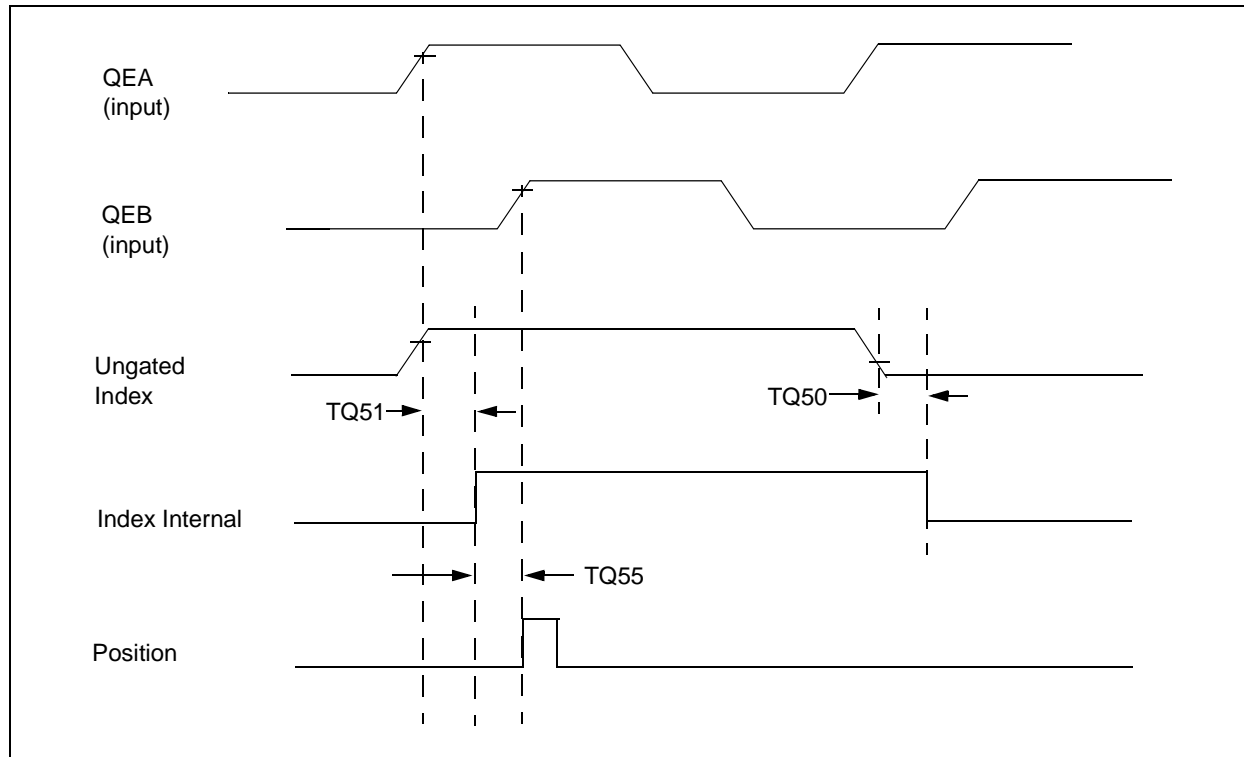 QEA
(input)
QEB
(input)
Ungated
Index
TQ51
TQ50
Index Internal
TQ55
Position